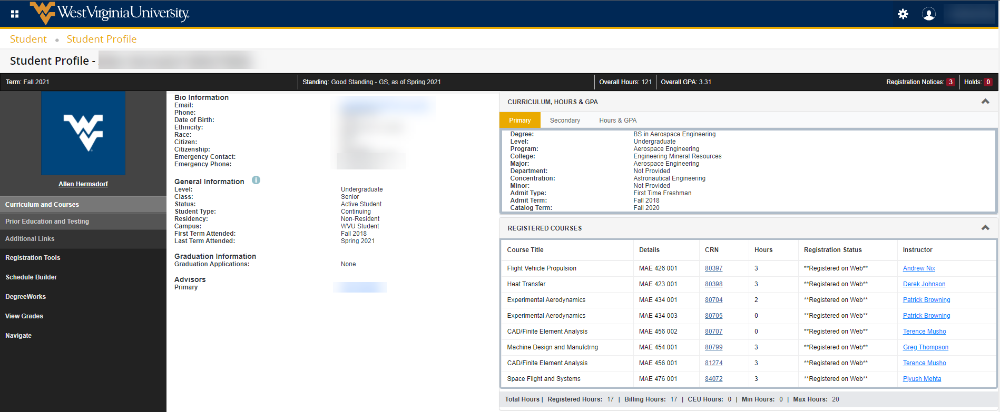 WestVirginiaUniversity.
Student • Student Profile
Student Profile -
Term: Fall 2021 Standing: Good Standing - GS, as of Spring 2021 Overall Hours: 121 Overall GPA: 3.31 Registration Notices: 3 Holds: 0
Allen Hermsdorf
Curriculum and Courses
Prior Education and Testing
Additional Links
Registration Tools
Schedule Builder
DegreeWorks
View Grades
Navigate
Bio Information
Email:
Phone:
Date of Birth:
Ethnicity:
Race:
Citizen:
Citizenship:
Emergency Contact:
Emergency Phone:
General Information
Level: Undergraduate
Class: Senior
Status: Active Student
Student Type: Continuing
Residency: Non-Resident
Campus: WVU Student
First Term Attended: Fall 2018
Last Term Attended: Spring 2021
Graduation Information
Graduation Applications: None
Advisors
Primary
CURRICULUM, HOURS & GPA
Primary Secondary Hours & GPA
Degree: BS in Aerospace Engineering
Level: Undergraduate
Program: Aerospace Engineering
College: Engineering Mineral Resources
Major: Aerospace Engineering
Department: Not Provided
Concentration: Astronautical Engineering
Minor: Not Provided
Admit Type: First Time Freshman
Admit Term: Fall 2018
Catalog Term: Fall 2020
REGISTERED COURSES
Course Title Details CRN Hours Registration Status Instructor
Flight Vehicle Propulsion MAE 426 001 80397 3 **Registered on Web** Andrew Nix
Heat Transfer MAE 423 001 80398 3 **Registered on Web** Derek Johnson
Experimental Aerodynamics MAE 434 001 80704 2 **Registered on Web** Patrick Browning
Experimental Aerodynamics MAE 434 003 80705 0 **Registered on Web** Patrick Browning
CAD/Finite Element Analysis MAE 456 002 80707 0 **Registered on Web** Terence Musho
Machine Design and Manufctrng MAE 454 001 80799 3 **Registered on Web** Greg Thompson
CAD/Finite Element Analysis MAE 456 001 81274 3 **Registered on Web** Terence Musho
Space Flight and Systems MAE 476 001 84072 3 **Registered on Web** Piyush Mehta
Total Hours | Registered Hours: 17 | Billing Hours: 17 | CEU Hours: 0 | Min Hours: 0 | Max Hours: 20